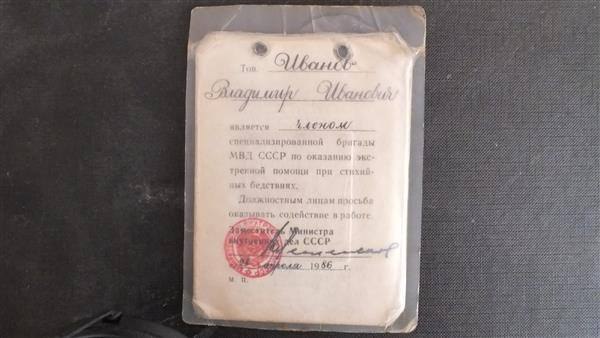 Тов. Иванов
Владимир Иванович
является членом
специализированной бригады
МВД СССР по оказанию экс-
тренной помощи при стихий-
ных бедствиях.
Должностным лицам просьба
оказывать содействие в работе.
Заместитель Министра
внутренних дел СССР
апреля 1986 г.
М. П.